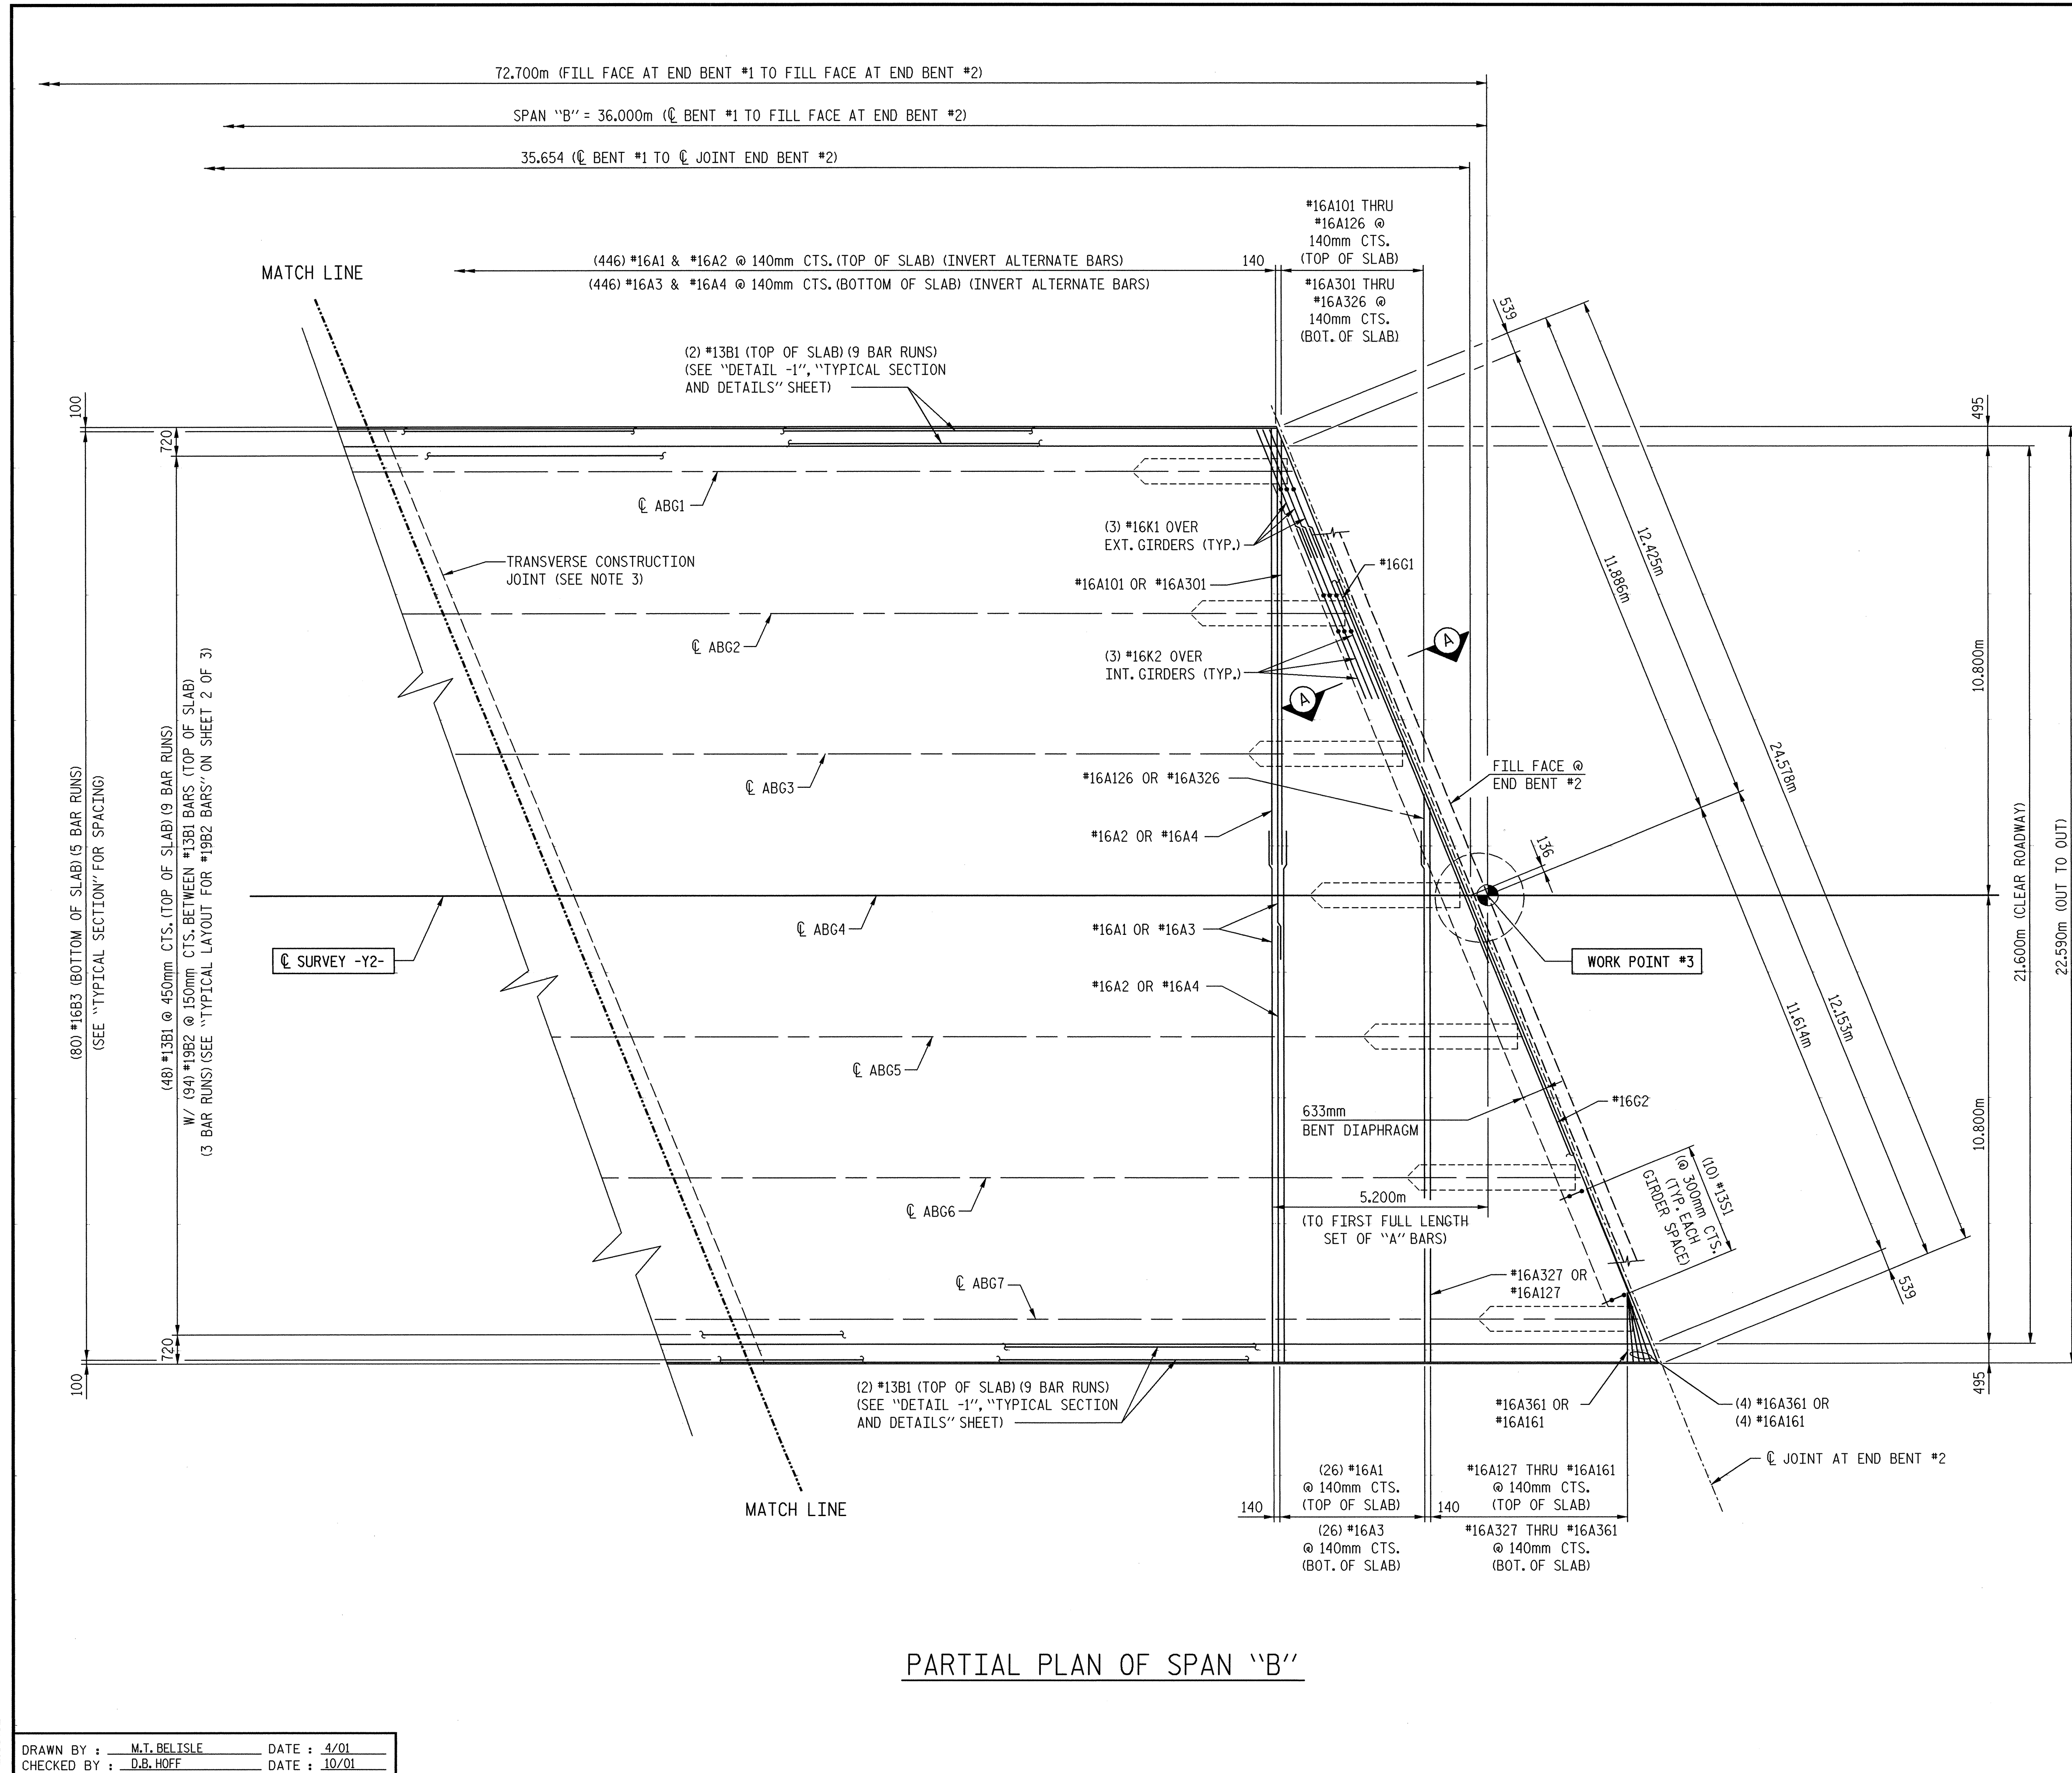 72.700m (FILL FACE AT END BENT #1 TO FILL FACE AT END BENT #2)
SPAN ‶B″ = 36.000m (℄ BENT #1 TO FILL FACE AT END BENT #2)
35.654 (℄ BENT #1 TO ℄ JOINT END BENT #2)
#16A101 THRU
#16A126 @
140mm CTS.
(TOP OF SLAB)
#16A301 THRU
#16A326 @
140mm CTS.
(BOT. OF SLAB)
(446) #16A1 & #16A2 @ 140mm CTS. (TOP OF SLAB) (INVERT ALTERNATE BARS)
140
(446) #16A3 & #16A4 @ 140mm CTS. (BOTTOM OF SLAB) (INVERT ALTERNATE BARS)
MATCH LINE
(2) #13B1 (TOP OF SLAB) (9 BAR RUNS)
(SEE ‶DETAIL -1″, ‶TYPICAL SECTION
AND DETAILS″ SHEET)
539
100
720
495
℄ ABG1
(3) #16K1 OVER
EXT. GIRDERS (TYP.)
TRANSVERSE CONSTRUCTION
JOINT (SEE NOTE 3)
#16A101 OR #16A301
#16G1
12.425m
11.886m
24.578m
℄ ABG2
(3) #16K2 OVER
INT. GIRDERS (TYP.)
A
A
10.800m
℄ ABG3
#16A126 OR #16A326
FILL FACE @
END BENT #2
#16A2 OR #16A4
136
(80) #16B3 (BOTTOM OF SLAB) (5 BAR RUNS)
(SEE ‶TYPICAL SECTION″ FOR SPACING)
(48) #13B1 @ 450mm CTS. (TOP OF SLAB) (9 BAR RUNS)
W/ (94) #19B2 @ 150mm CTS. BETWEEN #13B1 BARS (TOP OF SLAB)
(3 BAR RUNS) (SEE ‶TYPICAL LAYOUT FOR #19B2 BARS″ ON SHEET 2 OF 3)
℄ ABG4
#16A1 OR #16A3
℄ SURVEY -Y2-
WORK POINT #3
21.600m (CLEAR ROADWAY)
22.590m (OUT TO OUT)
#16A2 OR #16A4
11.614m
12.153m
℄ ABG5
633mm
BENT DIAPHRAGM
#16G2
10.800m
(10) #13S1
(@ 300mm CTS.
(TYP. EACH
GIRDER SPACE)
℄ ABG6
5.200m
(TO FIRST FULL LENGTH
SET OF ‶A″ BARS)
℄ ABG7
#16A327 OR
#16A127
539
720
100
495
(2) #13B1 (TOP OF SLAB) (9 BAR RUNS)
(SEE ‶DETAIL -1″, ‶TYPICAL SECTION
AND DETAILS″ SHEET)
#16A361 OR
#16A161
(4) #16A361 OR
(4) #16A161
℄ JOINT AT END BENT #2
MATCH LINE
140
(26) #16A1
@ 140mm CTS.
(TOP OF SLAB)
(26) #16A3
@ 140mm CTS.
(BOT. OF SLAB)
140
#16A127 THRU #16A161
@ 140mm CTS.
(TOP OF SLAB)
#16A327 THRU #16A361
@ 140mm CTS.
(BOT. OF SLAB)
PARTIAL PLAN OF SPAN ‶B″
DRAWN BY : M.T. BELISLE DATE : 4/01
CHECKED BY : D.B. HOFF DATE : 10/01